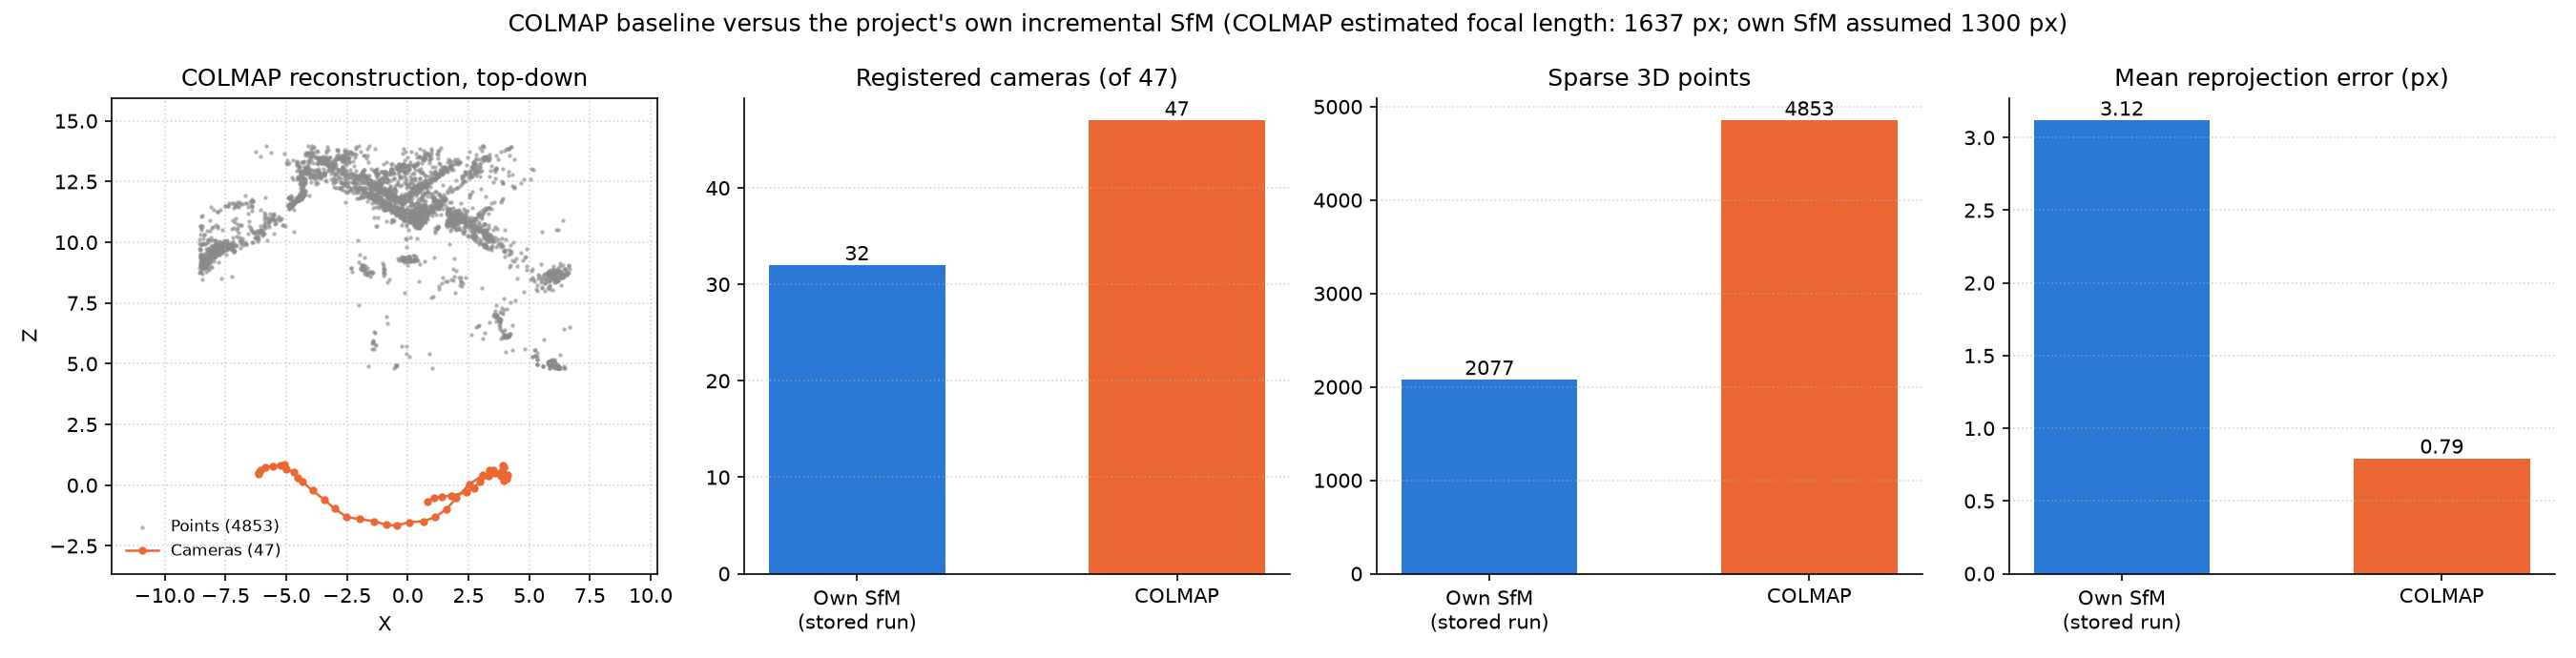 COLMAP baseline versus the project's own incremental SfM (COLMAP estimated focal length: 1637 px; own SfM assumed 1300 px)
COLMAP reconstruction, top-down
15.0
12.5
10.0
7.5
5.0
2.5
0.0
−2.5
Z
Points (4853)
Cameras (47)
−10.0 −7.5 −5.0 −2.5 0.0 2.5 5.0 7.5 10.0
X
Registered cameras (of 47)
40
30
20
10
0
32
47
Own SfM
(stored run)
COLMAP
Sparse 3D points
5000
4000
3000
2000
1000
0
2077
4853
Own SfM
(stored run)
COLMAP
Mean reprojection error (px)
3.0
2.5
2.0
1.5
1.0
0.5
0.0
3.12
0.79
Own SfM
(stored run)
COLMAP